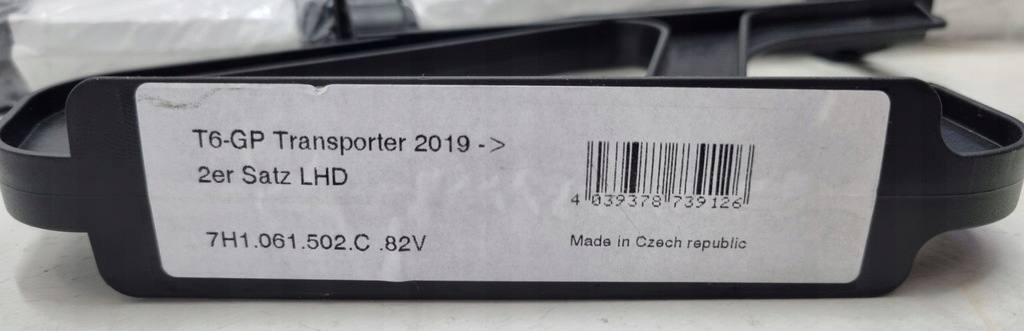 T6-GP Transporter 2019 ->
2er Satz LHD
7H1.061.502.C .82V
4 039378 739126
Made in Czech republic